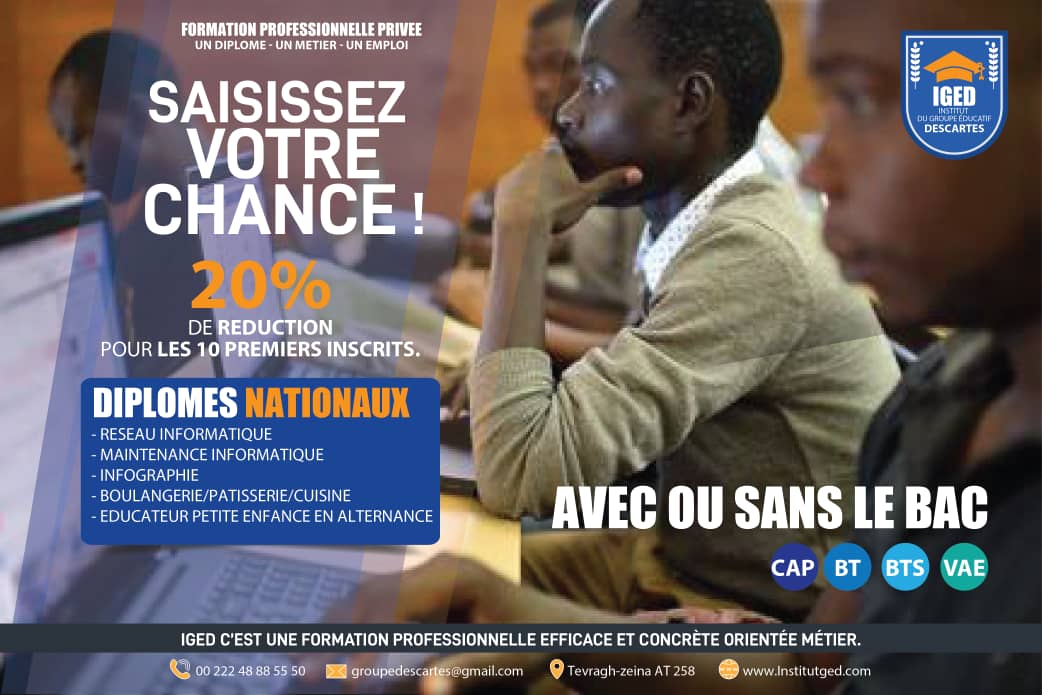 FORMATION PROFESSIONNELLE PRIVEE
UN DIPLOME - UN METIER - UN EMPLOI
SAISISSEZ
VOTRE
CHANCE !
20%
DE REDUCTION
POUR LES 10 PREMIERS INSCRITS.
DIPLOMES NATIONAUX
- RESEAU INFORMATIQUE
- MAINTENANCE INFORMATIQUE
- INFOGRAPHIE
- BOULANGERIE/PATISSERIE/CUISINE
- EDUCATEUR PETITE ENFANCE EN ALTERNANCE
IGED
INSTITUT
DU GROUPE ÉDUCATIF
DESCARTES
AVEC OU SANS LE BAC
CAP BT BTS VAE
IGED C'EST UNE FORMATION PROFESSIONNELLE EFFICACE ET CONCRÈTE ORIENTÉE MÉTIER.
00 222 48 88 55 50 groupedescartes@gmail.com Tevragh-zeina AT 258 www.Institutged.com